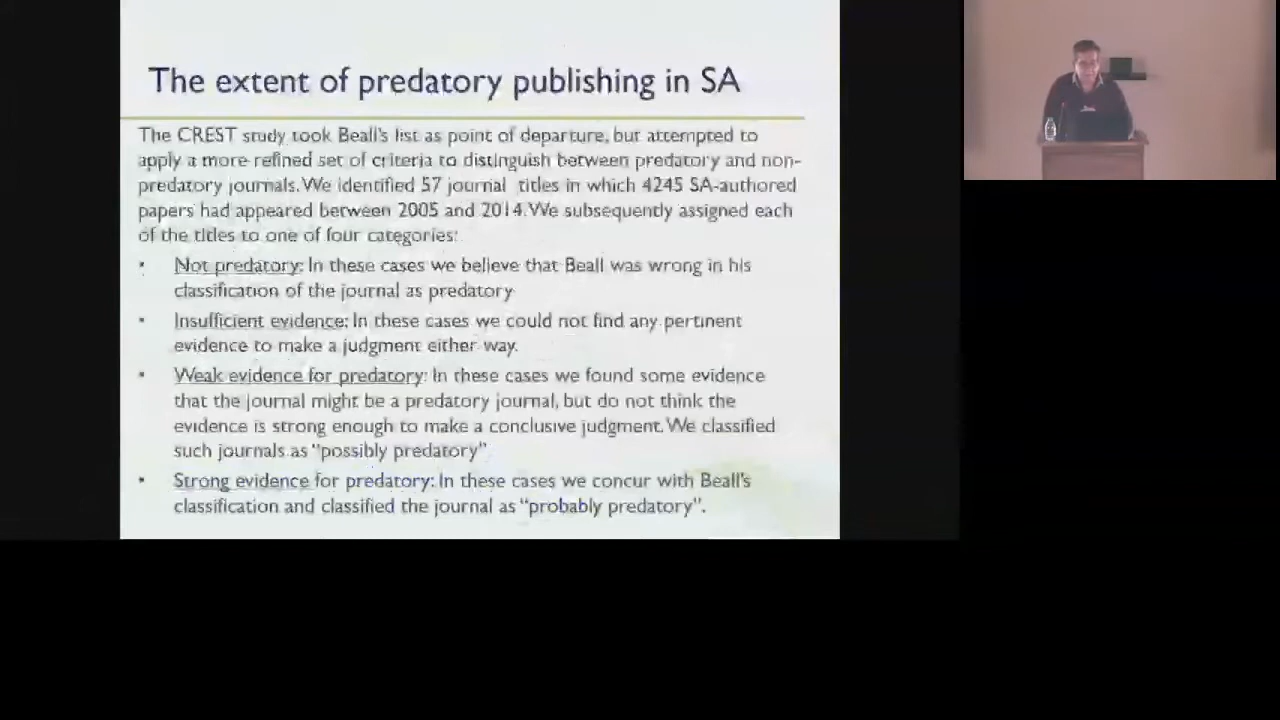 The extent of predatory publishing in SA
The CREST study took Beall's list as point of departure, but attempted to
apply a more refined set of criteria to distinguish between predatory and non-
predatory journals. We identified 57 journal titles in which 4245 SA-authored
papers had appeared between 2005 and 2014. We subsequently assigned each
of the titles to one of four categories:
• Not predatory: In these cases we believe that Beall was wrong in his
classification of the journal as predatory
• Insufficient evidence: In these cases we could not find any pertinent
evidence to make a judgment either way.
• Weak evidence for predatory: In these cases we found some evidence
that the journal might be a predatory journal, but do not think the
evidence is strong enough to make a conclusive judgment. We classified
such journals as "possibly predatory"
• Strong evidence for predatory: In these cases we concur with Beall's
classification and classified the journal as "probably predatory".